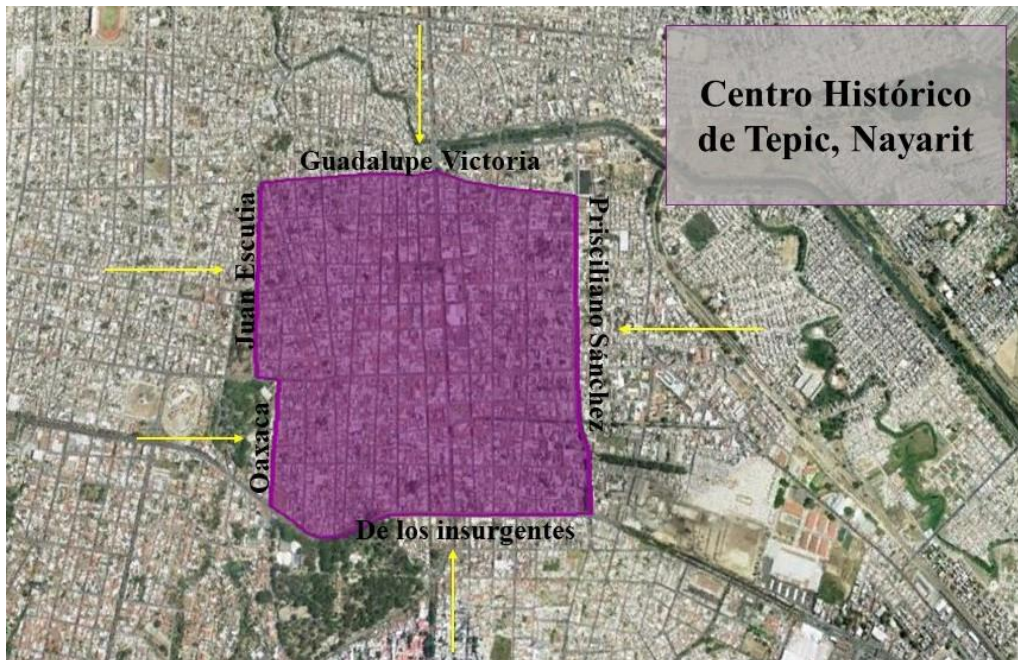 Centro Histórico
de Tepic, Nayarit
Guadalupe Victoria
Juan Escutia
Prisciliano Sánchez
Oaxaca
De los insurgentes